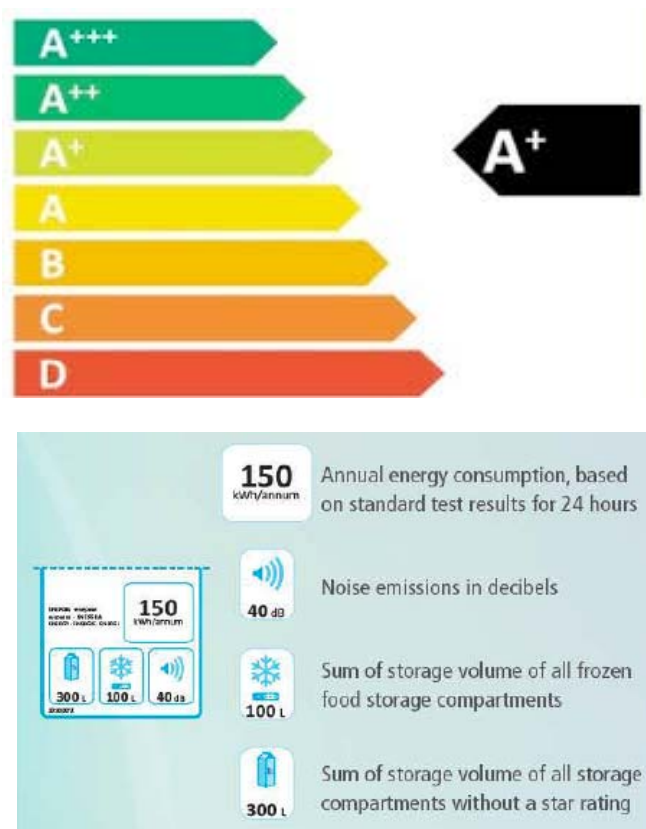 A+++
A++
A+
A+
A
B
C
D
150
kWh/annum
Annual energy consumption, based
on standard test results for 24 hours
40 dB
Noise emissions in decibels
150
kWh/annum
300 L
100 L
40 dB
100 L
Sum of storage volume of all frozen
food storage compartments
300 L
Sum of storage volume of all storage
compartments without a star rating